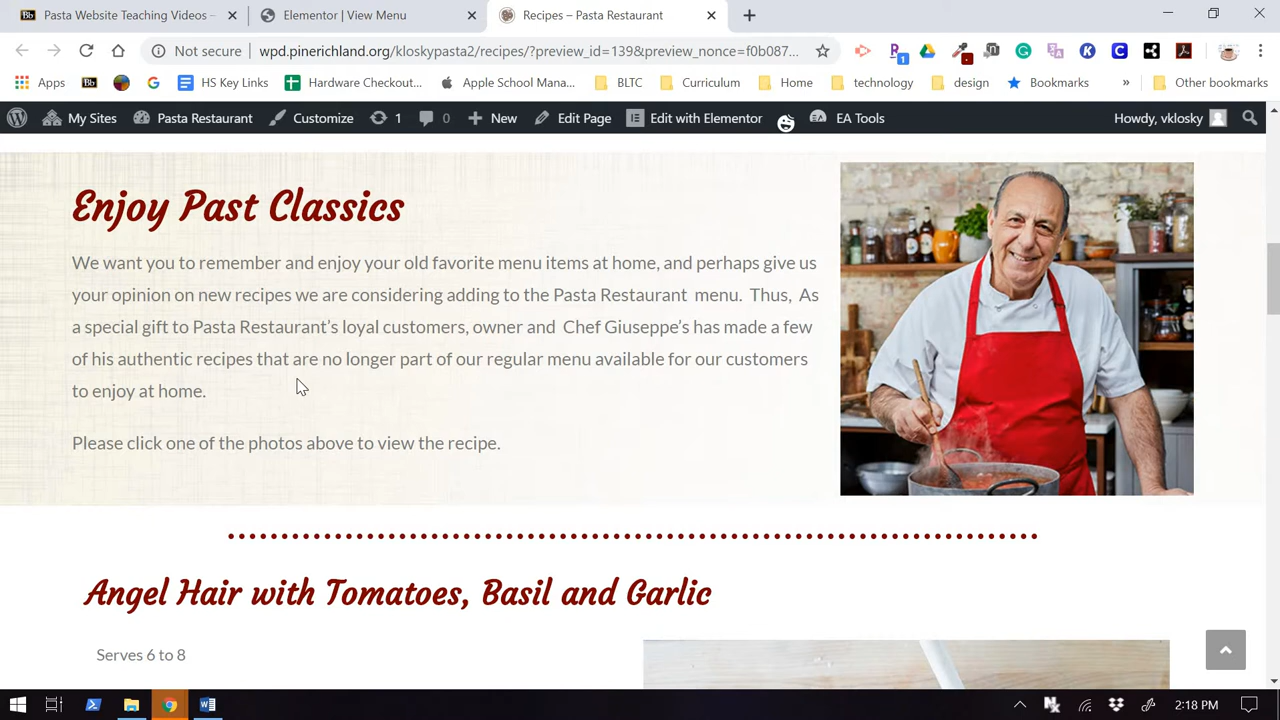 Pasta Website Teaching Videos –
Elementor | View Menu
Recipes – Pasta Restaurant
Not secure wpd.pinerichland.org/kloskypasta2/recipes/?preview_id=139&preview_nonce=f0b087...
Apps Bb HS Key Links Hardware Checkout... Apple School Mana... BLTC Curriculum Home technology design Bookmarks » Other bookmarks
My Sites Pasta Restaurant Customize 1 0 New Edit Page Edit with Elementor EA Tools Howdy, vklosky
Enjoy Past Classics
We want you to remember and enjoy your old favorite menu items at home, and perhaps give us
your opinion on new recipes we are considering adding to the Pasta Restaurant menu. Thus, As
a special gift to Pasta Restaurant's loyal customers, owner and Chef Giuseppe's has made a few
of his authentic recipes that are no longer part of our regular menu available for our customers
to enjoy at home.
Please click one of the photos above to view the recipe.
Angel Hair with Tomatoes, Basil and Garlic
Serves 6 to 8
2:18 PM